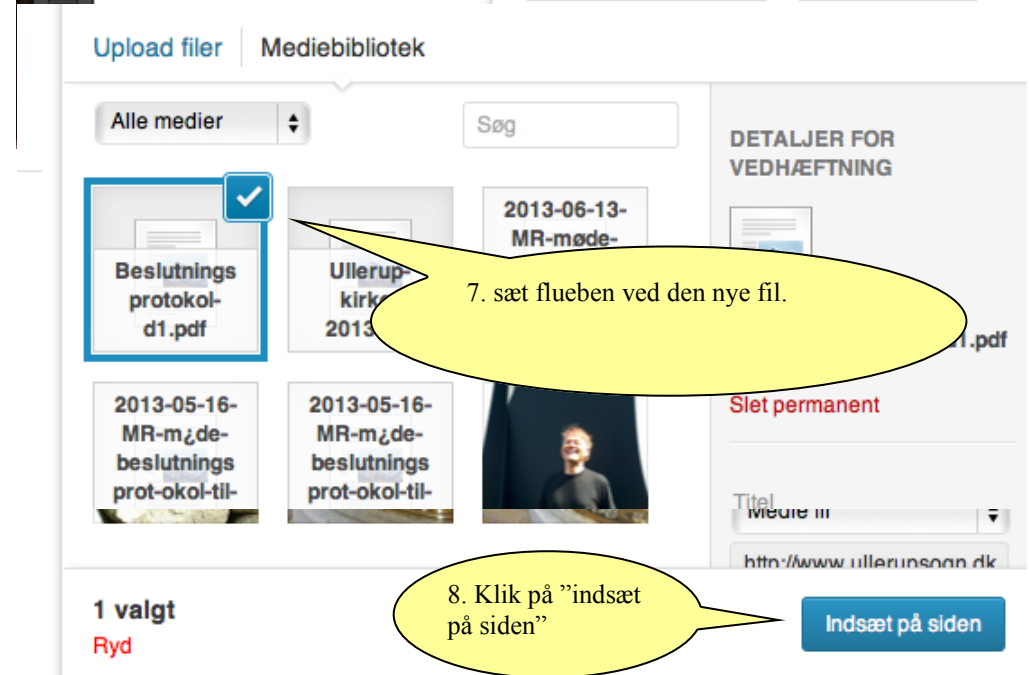 Upload filer
Mediebibliotek
Alle medier
Søg
DETALJER FOR
VEDHÆFTNING
Beslutnings
protokol-
d1.pdf
Ullerup-
2013
2013-06-13-
MR-møde-
7. sæt flueben ved den nye fil.
.pdf
Slet permanent
2013-05-16-
MR-m¿de-
beslutnings
prot-okol-til-
2013-05-16-
MR-m¿de-
beslutnings
prot-okol-til-
Titel
Medie fil
http://www.ullerupsogn.dk
1 valgt
Ryd
8. Klik på ”indsæt
på siden”
Indsæt på siden